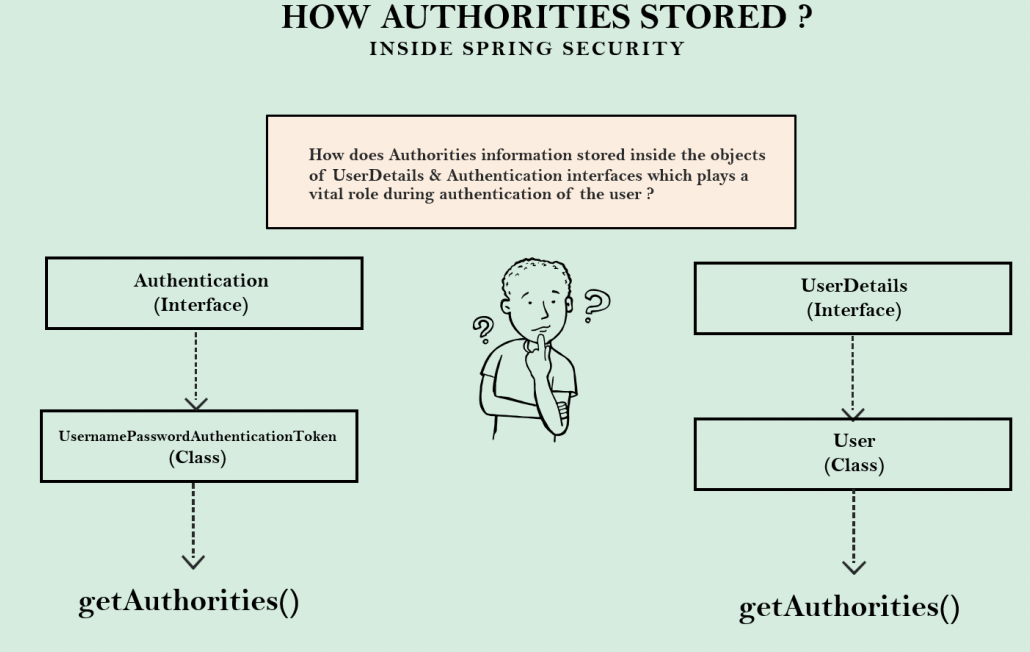 HOW AUTHORITIES STORED ?
INSIDE SPRING SECURITY
How does Authorities information stored inside the objects
of UserDetails & Authentication interfaces which plays a
vital role during authentication of the user ?
Authentication
(Interface)
UsernamePasswordAuthenticationToken
(Class)
getAuthorities()
? ?
UserDetails
(Interface)
User
(Class)
getAuthorities()